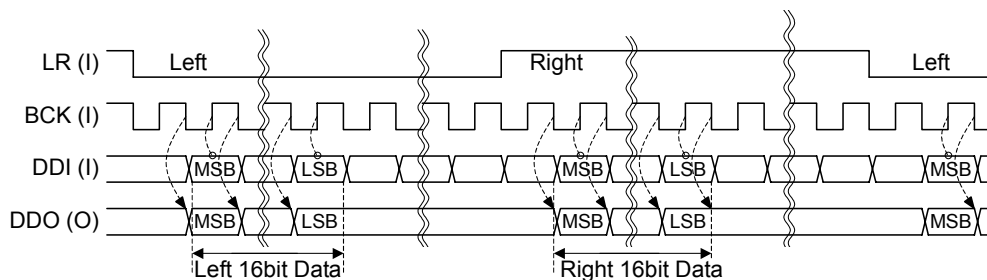 LR (I) Left Right Left
BCK (I)
DDI (I) MSB LSB MSB LSB MSB
DDO (O) MSB LSB MSB LSB MSB
Left 16bit Data Right 16bit Data